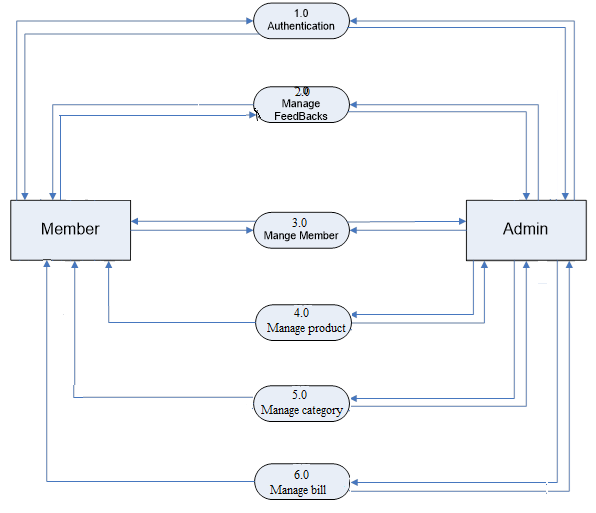 1.0
Authentication
2.0
Manage
FeedBacks
Member
3.0
Mange Member
Admin
4.0
Manage product
5.0
Manage category
6.0
Manage bill